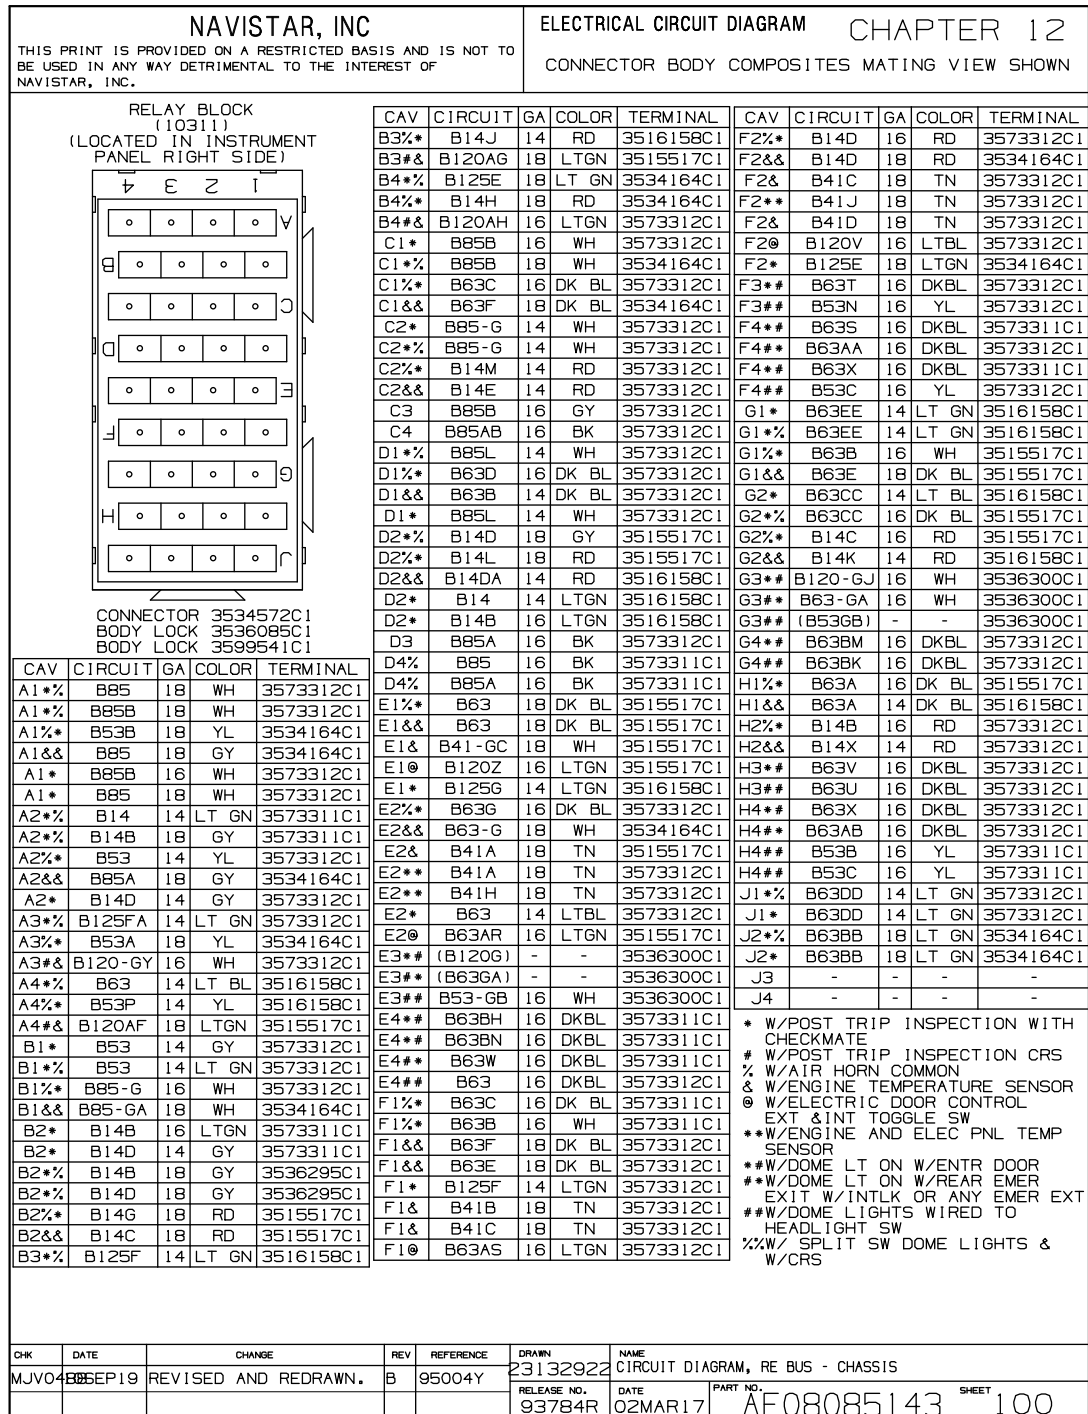 NAVISTAR, INC
THIS PRINT IS PROVIDED ON A RESTRICTED BASIS AND IS NOT TO
BE USED IN ANY WAY DETRIMENTAL TO THE INTEREST OF
NAVISTAR, INC.
ELECTRICAL CIRCUIT DIAGRAM
CHAPTER 12
CONNECTOR BODY COMPOSITES MATING VIEW SHOWN
RELAY BLOCK
(10311)
(LOCATED IN INSTRUMENT
PANEL RIGHT SIDE)
4 3 2 1
A
B
C
D
E
F
G
H
J
CONNECTOR 3534572C1
BODY LOCK 3536085C1
BODY LOCK 3599541C1
CAV CIRCUIT GA COLOR TERMINAL
A1*% B85 18 WH 3573312C1
A1*% B85B 18 WH 3573312C1
A1%* B53B 18 YL 3534164C1
A1&& B85 18 GY 3534164C1
A1* B85B 16 WH 3573312C1
A1* B85 18 WH 3573312C1
A2*% B14 14 LT GN 3573311C1
A2*% B14B 18 GY 3573311C1
A2%* B53 14 YL 3573312C1
A2&& B85A 18 GY 3534164C1
A2* B14D 14 GY 3573312C1
A3*% B125FA 14 LT GN 3573312C1
A3%* B53A 18 YL 3534164C1
A3#& B120-GY 16 WH 3573312C1
A4*% B63 14 LT BL 3516158C1
A4%* B53P 14 YL 3516158C1
A4#& B120AF 18 LTGN 3515517C1
B1* B53 14 GY 3573312C1
B1*% B53 14 LT GN 3573312C1
B1%* B85-G 16 WH 3573312C1
B1&& B85-GA 18 WH 3534164C1
B2* B14B 16 LTGN 3573311C1
B2* B14D 14 GY 3573311C1
B2*% B14B 18 GY 3536295C1
B2*% B14D 18 GY 3536295C1
B2%* B14G 18 RD 3515517C1
B2&& B14C 18 RD 3515517C1
B3*% B125F 14 LT GN 3516158C1
CAV CIRCUIT GA COLOR TERMINAL
B3%* B14J 14 RD 3516158C1
B3#& B120AG 18 LTGN 3515517C1
B4*% B125E 18 LT GN 3534164C1
B4%* B14H 18 RD 3534164C1
B4#& B120AH 16 LTGN 3573312C1
C1* B85B 16 WH 3573312C1
C1*% B85B 18 WH 3534164C1
C1%* B63C 16 DK BL 3573312C1
C1&& B63F 18 DK BL 3534164C1
C2* B85-G 14 WH 3573312C1
C2*% B85-G 14 WH 3573312C1
C2%* B14M 14 RD 3573312C1
C2&& B14E 14 RD 3573312C1
C3 B85B 16 GY 3573312C1
C4 B85AB 16 BK 3573312C1
D1*% B85L 14 WH 3573312C1
D1%* B63D 16 DK BL 3573312C1
D1&& B63B 14 DK BL 3573312C1
D1* B85L 14 WH 3573312C1
D2*% B14D 18 GY 3515517C1
D2%* B14L 18 RD 3515517C1
D2&& B14DA 14 RD 3516158C1
D2* B14 14 LTGN 3516158C1
D2* B14B 16 LTGN 3516158C1
D3 B85A 16 BK 3573312C1
D4% B85 16 BK 3573311C1
D4% B85A 16 BK 3573311C1
E1%* B63 18 DK BL 3515517C1
E1&& B63 18 DK BL 3515517C1
E1& B41-GC 18 WH 3515517C1
E1@ B120Z 16 LTGN 3515517C1
E1* B125G 14 LTGN 3516158C1
E2%* B63G 16 DK BL 3573312C1
E2&& B63-G 18 WH 3534164C1
E2& B41A 18 TN 3515517C1
E2** B41A 18 TN 3573312C1
E2** B41H 18 TN 3573312C1
E2* B63 14 LTBL 3573312C1
E2@ B63AR 16 LTGN 3515517C1
E3*# (B120G) - - 3536300C1
E3#* (B63GA) - - 3536300C1
E3## B53-GB 16 WH 3536300C1
E4*# B63BH 16 DKBL 3573311C1
E4*# B63BN 16 DKBL 3573311C1
E4#* B63W 16 DKBL 3573311C1
E4## B63 16 DKBL 3573312C1
F1%* B63C 16 DK BL 3573311C1
F1%* B63B 16 WH 3573311C1
F1&& B63F 18 DK BL 3573312C1
F1&& B63E 18 DK BL 3573312C1
F1* B125F 14 LTGN 3573312C1
F1& B41B 18 TN 3573312C1
F1& B41C 18 TN 3573312C1
F1@ B63AS 16 LTGN 3573312C1
CAV CIRCUIT GA COLOR TERMINAL
F2%* B14D 16 RD 3573312C1
F2&& B14D 18 RD 3534164C1
F2& B41C 18 TN 3573312C1
F2** B41J 18 TN 3573312C1
F2& B41D 18 TN 3573312C1
F2@ B120V 16 LTBL 3573312C1
F2* B125E 18 LTGN 3534164C1
F3*# B63T 16 DKBL 3573312C1
F3## B53N 16 YL 3573312C1
F4*# B63S 16 DKBL 3573311C1
F4#* B63AA 16 DKBL 3573312C1
F4*# B63X 16 DKBL 3573311C1
F4## B53C 16 YL 3573312C1
G1* B63EE 14 LT GN 3516158C1
G1*% B63EE 14 LT GN 3516158C1
G1%* B63B 16 WH 3515517C1
G1&& B63E 18 DK BL 3515517C1
G2* B63CC 14 LT BL 3516158C1
G2*% B63CC 16 DK BL 3515517C1
G2%* B14C 16 RD 3515517C1
G2&& B14K 14 RD 3516158C1
G3*# B120-GJ 16 WH 3536300C1
G3#* B63-GA 16 WH 3536300C1
G3## (B53GB) - - 3536300C1
G4*# B63BM 16 DKBL 3573312C1
G4## B63BK 16 DKBL 3573312C1
H1%* B63A 16 DK BL 3515517C1
H1&& B63A 14 DK BL 3516158C1
H2%* B14B 16 RD 3573312C1
H2&& B14X 14 RD 3573312C1
H3*# B63V 16 DKBL 3573312C1
H3## B63U 16 DKBL 3573312C1
H4*# B63X 16 DKBL 3573312C1
H4#* B63AB 16 DKBL 3573312C1
H4## B53B 16 YL 3573311C1
H4## B53C 16 YL 3573311C1
J1*% B63DD 14 LT GN 3573312C1
J1* B63DD 14 LT GN 3573312C1
J2*% B63BB 18 LT GN 3534164C1
J2* B63BB 18 LT GN 3534164C1
J3 - - - -
J4 - - - -
* W/POST TRIP INSPECTION WITH
CHECKMATE
# W/POST TRIP INSPECTION CRS
% W/AIR HORN COMMON
& W/ENGINE TEMPERATURE SENSOR
@ W/ELECTRIC DOOR CONTROL
EXT &INT TOGGLE SW
**W/ENGINE AND ELEC PNL TEMP
SENSOR
*#W/DOME LT ON W/ENTR DOOR
#*W/DOME LT ON W/REAR EMER
EXIT W/INTLK OR ANY EMER EXT
##W/DOME LIGHTS WIRED TO
HEADLIGHT SW
%%W/ SPLIT SW DOME LIGHTS &
W/CRS
CHK DATE CHANGE REV REFERENCE
SEP19 REVISED AND REDRAWN. B 95004Y
DRAWN
23132922
NAME
CIRCUIT DIAGRAM, RE BUS - CHASSIS
RELEASE NO.
93784R
DATE
02MAR17
PART NO.
AE08085143
SHEET
100